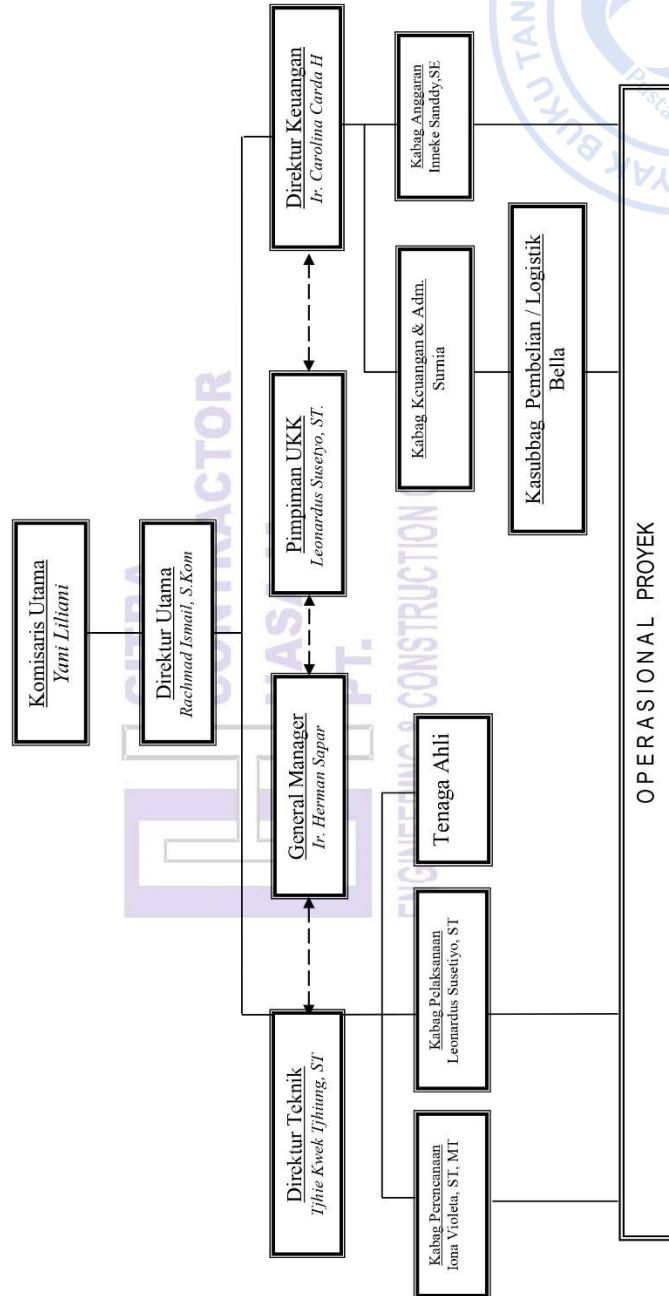 Komisaris Utama
Yani Liliani
Direktur Utama
Rachmad Ismail, S.Kom
Direktur Teknik
Tjhie Kwek Tjhiung, ST
General Manager
Ir. Herman Sapar
Pimpiman UKK
Leonardus Susetyo, ST.
Direktur Keuangan
Ir. Carolina Carda H
Kabag Perencanaan
Iona Violeta, ST, MT
Kabag Pelaksanaan
Leonardus Susetiyo, ST
Tenaga Ahli
Kabag Keuangan & Adm.
Surnia
Kabag Anggaran
Inneke Sanddy,SE
Kasubbag Pembelian / Logistik
Bella
OPERASIONAL PROYEK
CONTRACTOR
PT.
ENGINEERING & CONSTRUCTION